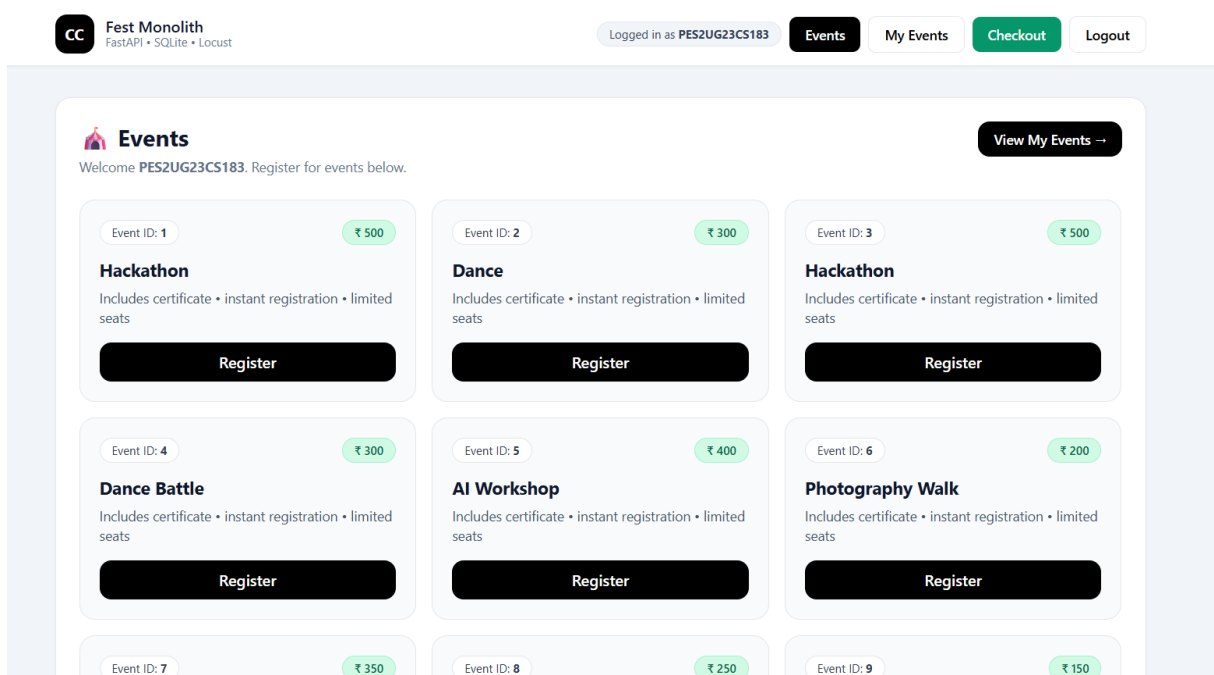 CC
Fest Monolith
FastAPI • SQLite • Locust
Logged in as PES2UG23CS183
Events
My Events
Checkout
Logout
Events
View My Events →
Welcome PES2UG23CS183. Register for events below.
Event ID: 1
₹ 500
Hackathon
Includes certificate • instant registration • limited
seats
Register
Event ID: 2
₹ 300
Dance
Includes certificate • instant registration • limited
seats
Register
Event ID: 3
₹ 500
Hackathon
Includes certificate • instant registration • limited
seats
Register
Event ID: 4
₹ 300
Dance Battle
Includes certificate • instant registration • limited
seats
Register
Event ID: 5
₹ 400
AI Workshop
Includes certificate • instant registration • limited
seats
Register
Event ID: 6
₹ 200
Photography Walk
Includes certificate • instant registration • limited
seats
Register
Event ID: 7
₹ 350
Event ID: 8
₹ 250
Event ID: 9
₹ 150